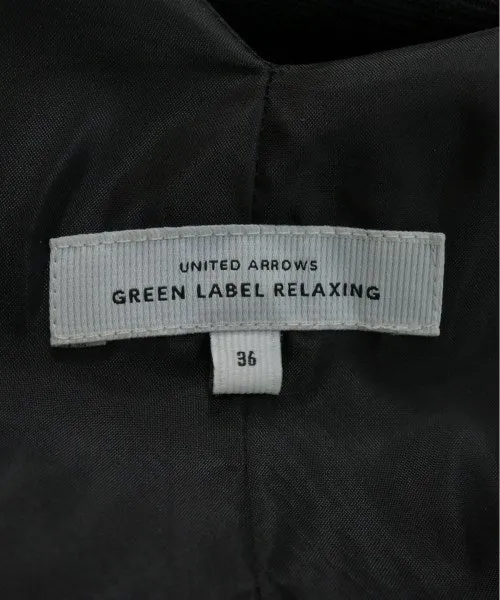 UNITED ARROWS
GREEN LABEL RELAXING
36